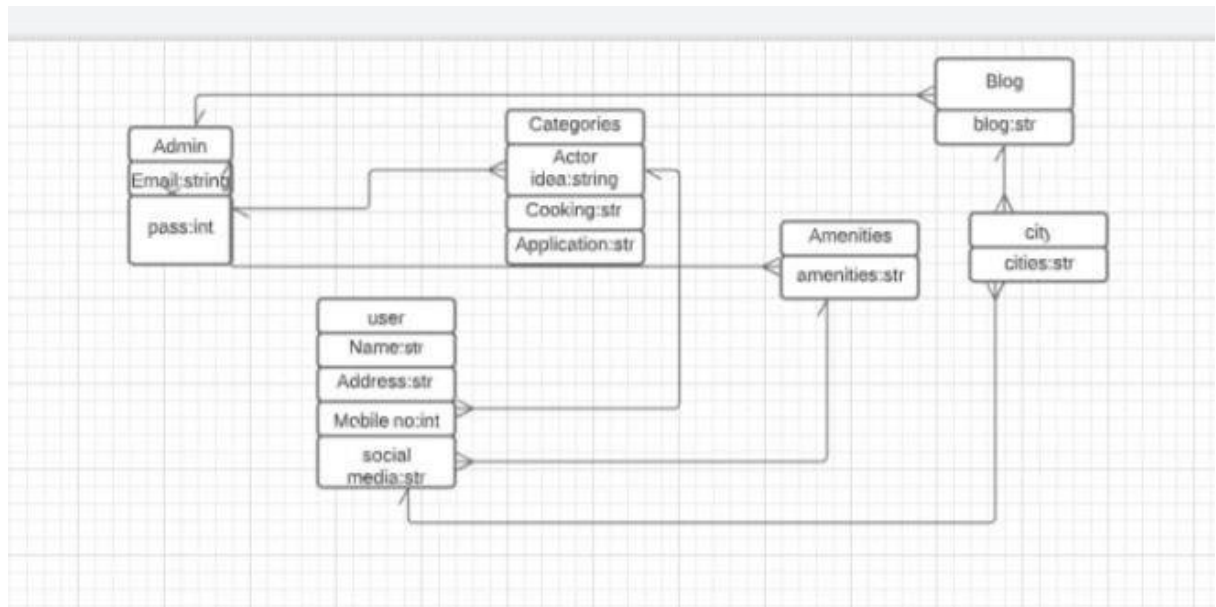 Blog
blog:str
Admin
Email:string
pass:int
Categories
Actor
idea:string
Cooking:str
Application:str
Amenities
amenities:str
city
cities:str
user
Name:str
Address:str
Mobile no:int
social
media:str